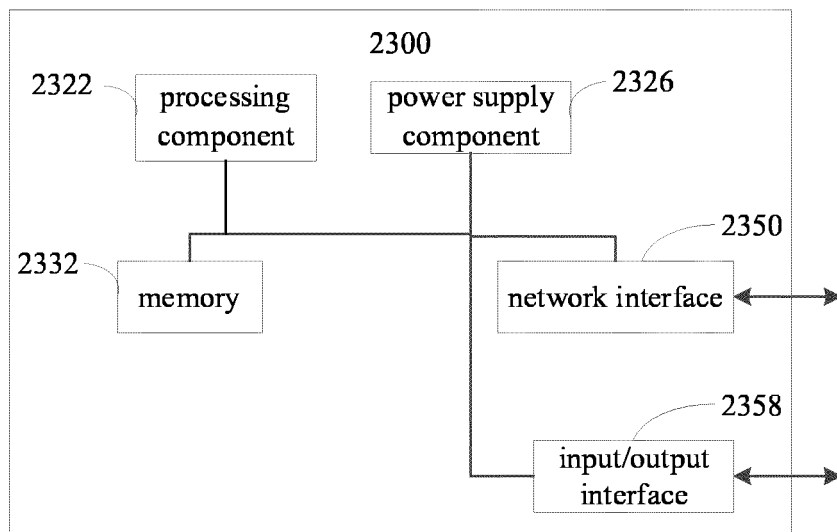 2300
2322
processing
component
power supply
component
2326
2332
memory
2350
network interface
2358
input/output
interface